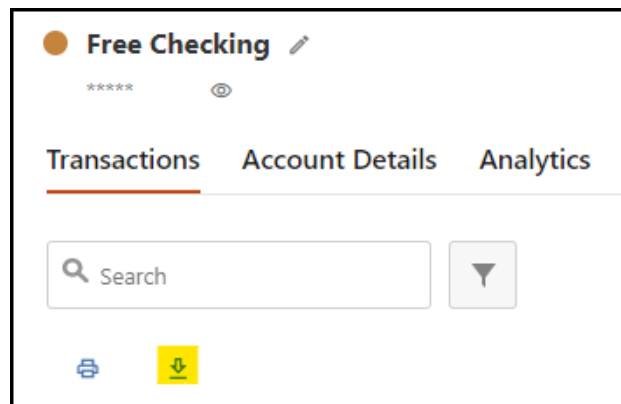 Free Checking
*****
Transactions Account Details Analytics
Search